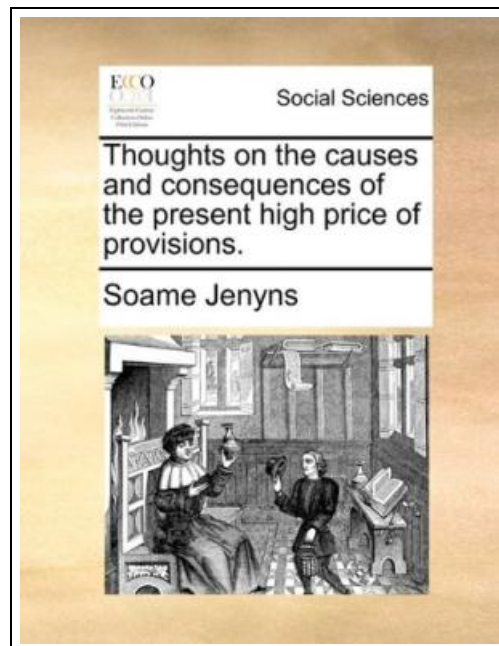 ECCO
Social Sciences
Thoughts on the causes
and consequences of
the present high price of
provisions.
Soame Jenyns